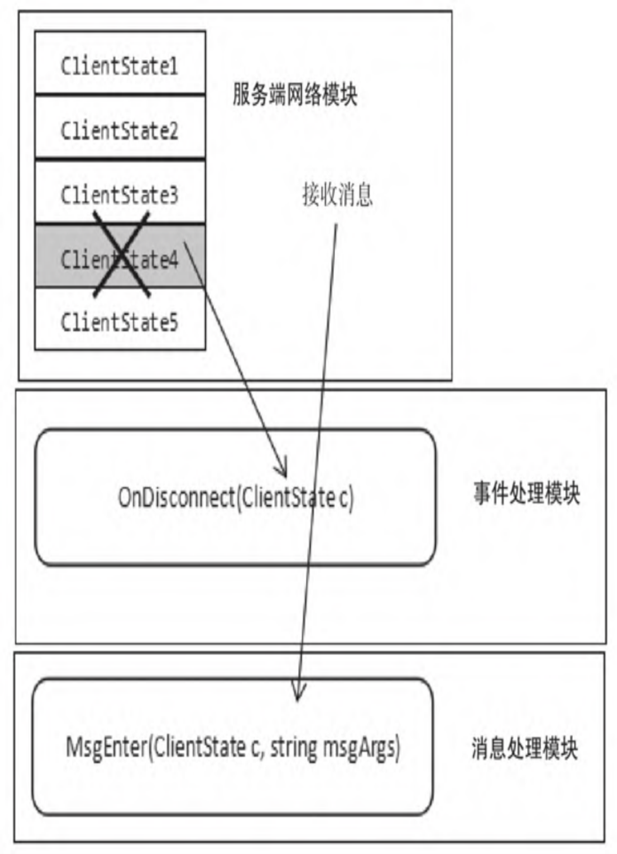 ClientState1
服务端网络模块
ClientState2
ClientState3
接收消息
ClientState4
ClientState5
OnDisconnect(ClientState c)
事件处理模块
MsgEnter(ClientState c, string msgArgs)
消息处理模块